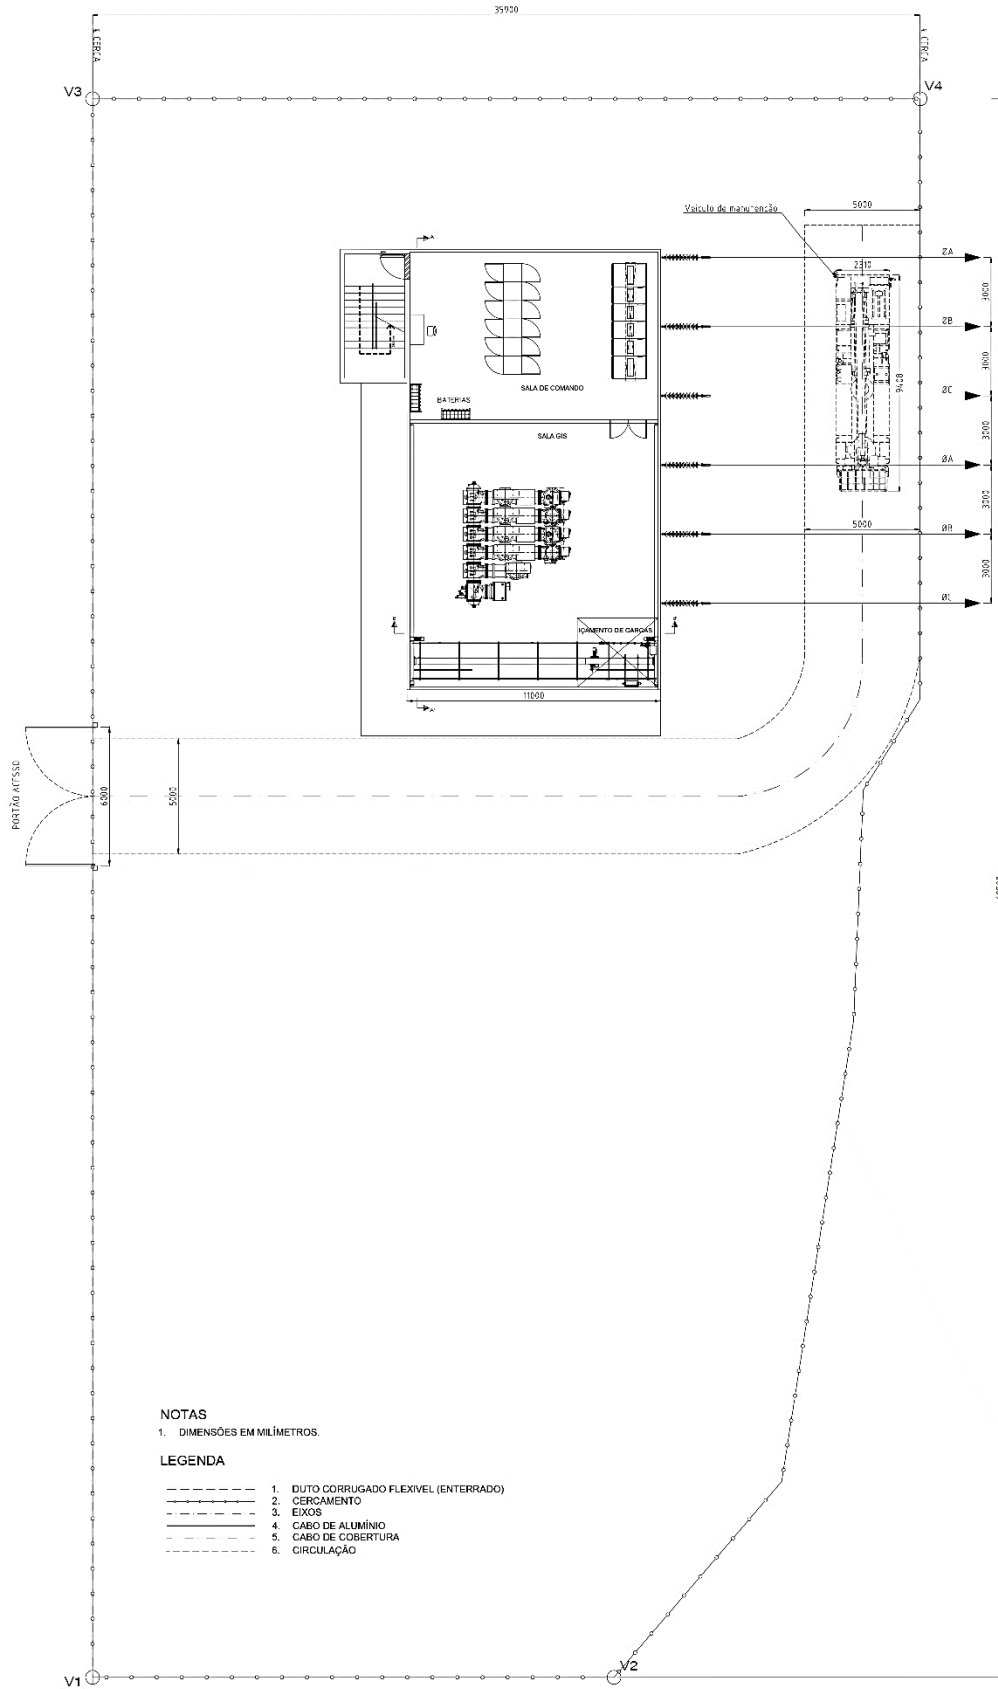 35900
CERCA
CERCA
V3
V4
5000
Veículo de manutenção
ØA
2310
3000
ØB
3000
9408
ØC
SALA DE COMANDO
BATERIAS
3000
SALA GIS
ØA
3000
5000
ØB
3000
IÇAMENTO DE CARGAS
11000
PORTÃO ACESSO
6000
5000
NOTAS
1. DIMENSÕES EM MILÍMETROS.
LEGENDA
1. DUTO CORRUGADO FLEXIVEL (ENTERRADO)
2. CERCAMENTO
3. EIXOS
4. CABO DE ALUMÍNIO
5. CABO DE COBERTURA
6. CIRCULAÇÃO
V1
V2